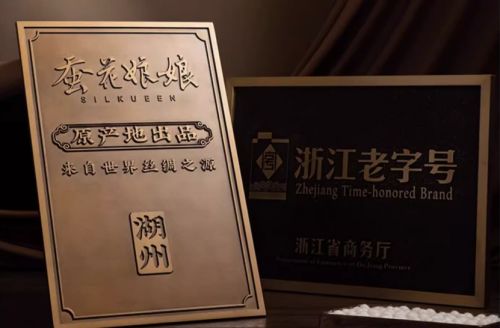 蚕花娘娘
SILKUEEN
原产地出品
来自世界丝绸之源
湖州
浙江老字号
Zhejiang Time-honored Brand
浙江省商务厅